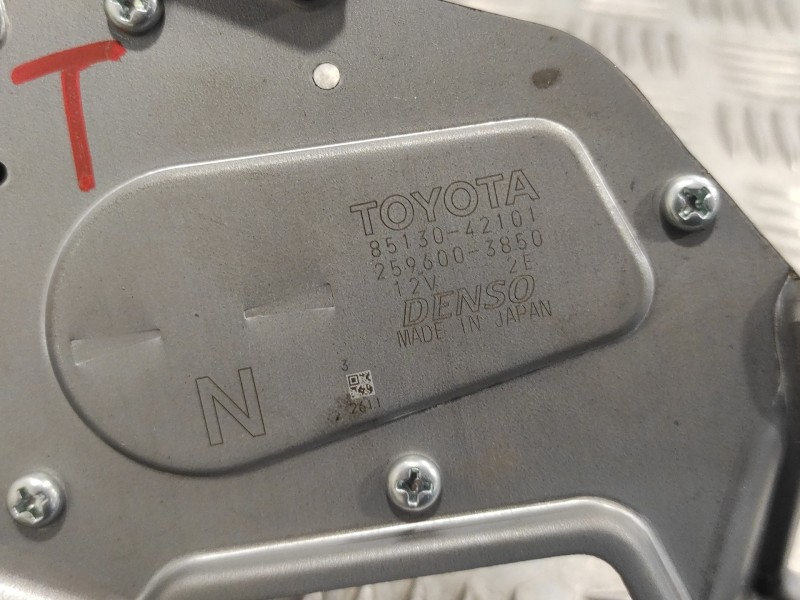 T
TOYOTA
85130-42101
259600-3850
12V 2E
DENSO
MADE IN JAPAN
N
3
2611